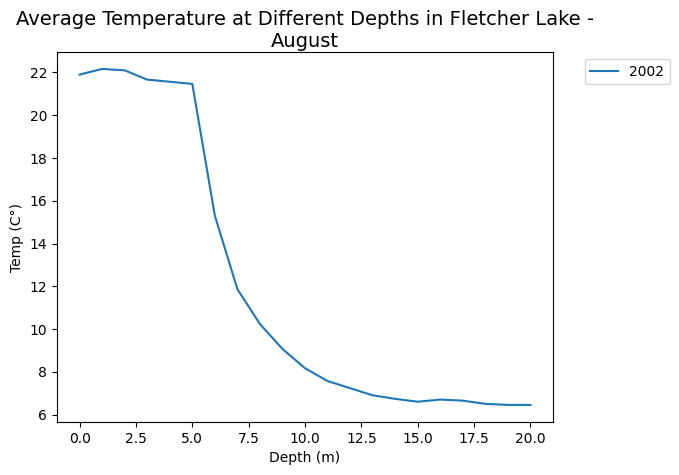 Average Temperature at Different Depths in Fletcher Lake -
August
2002
22
20
18
16
14
12
10
8
6
Temp (C°)
0.0 2.5 5.0 7.5 10.0 12.5 15.0 17.5 20.0
Depth (m)